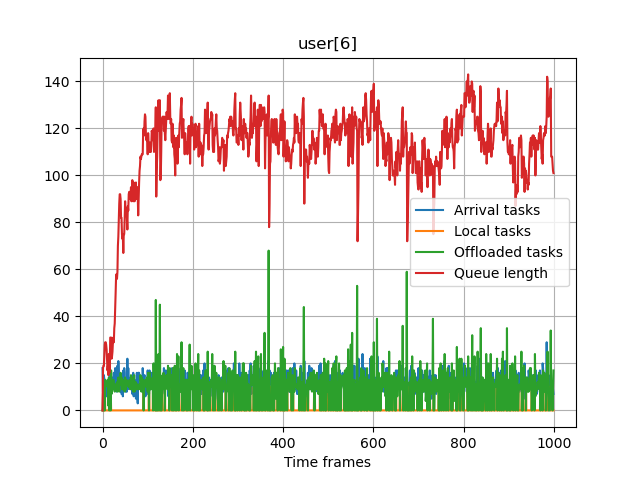 user[6]
140
120
100
80
60
40
20
0
Arrival tasks
Local tasks
Offloaded tasks
Queue length
0 200 400 600 800 1000
Time frames